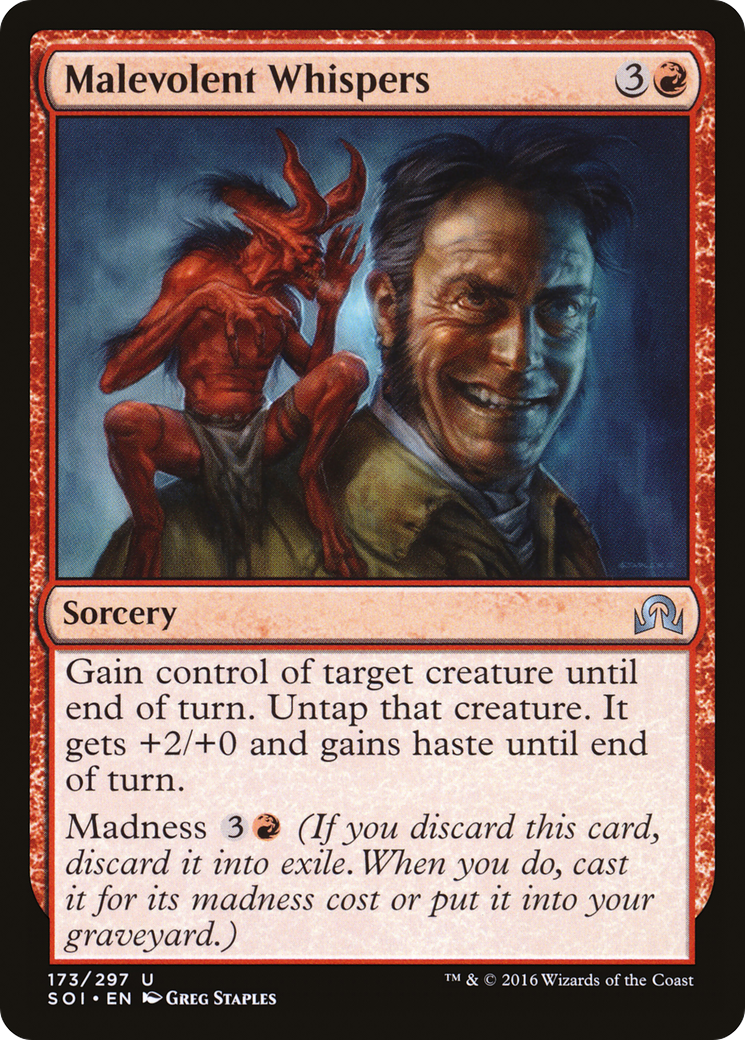 Malevolent Whispers 3
Sorcery
Gain control of target creature until
end of turn. Untap that creature. It
gets +2/+0 and gains haste until end
of turn.
Madness 3 (If you discard this card,
discard it into exile. When you do, cast
it for its madness cost or put it into your
graveyard.)
173/297 U
SOI • EN GREG STAPLES
™ & © 2016 Wizards of the Coast